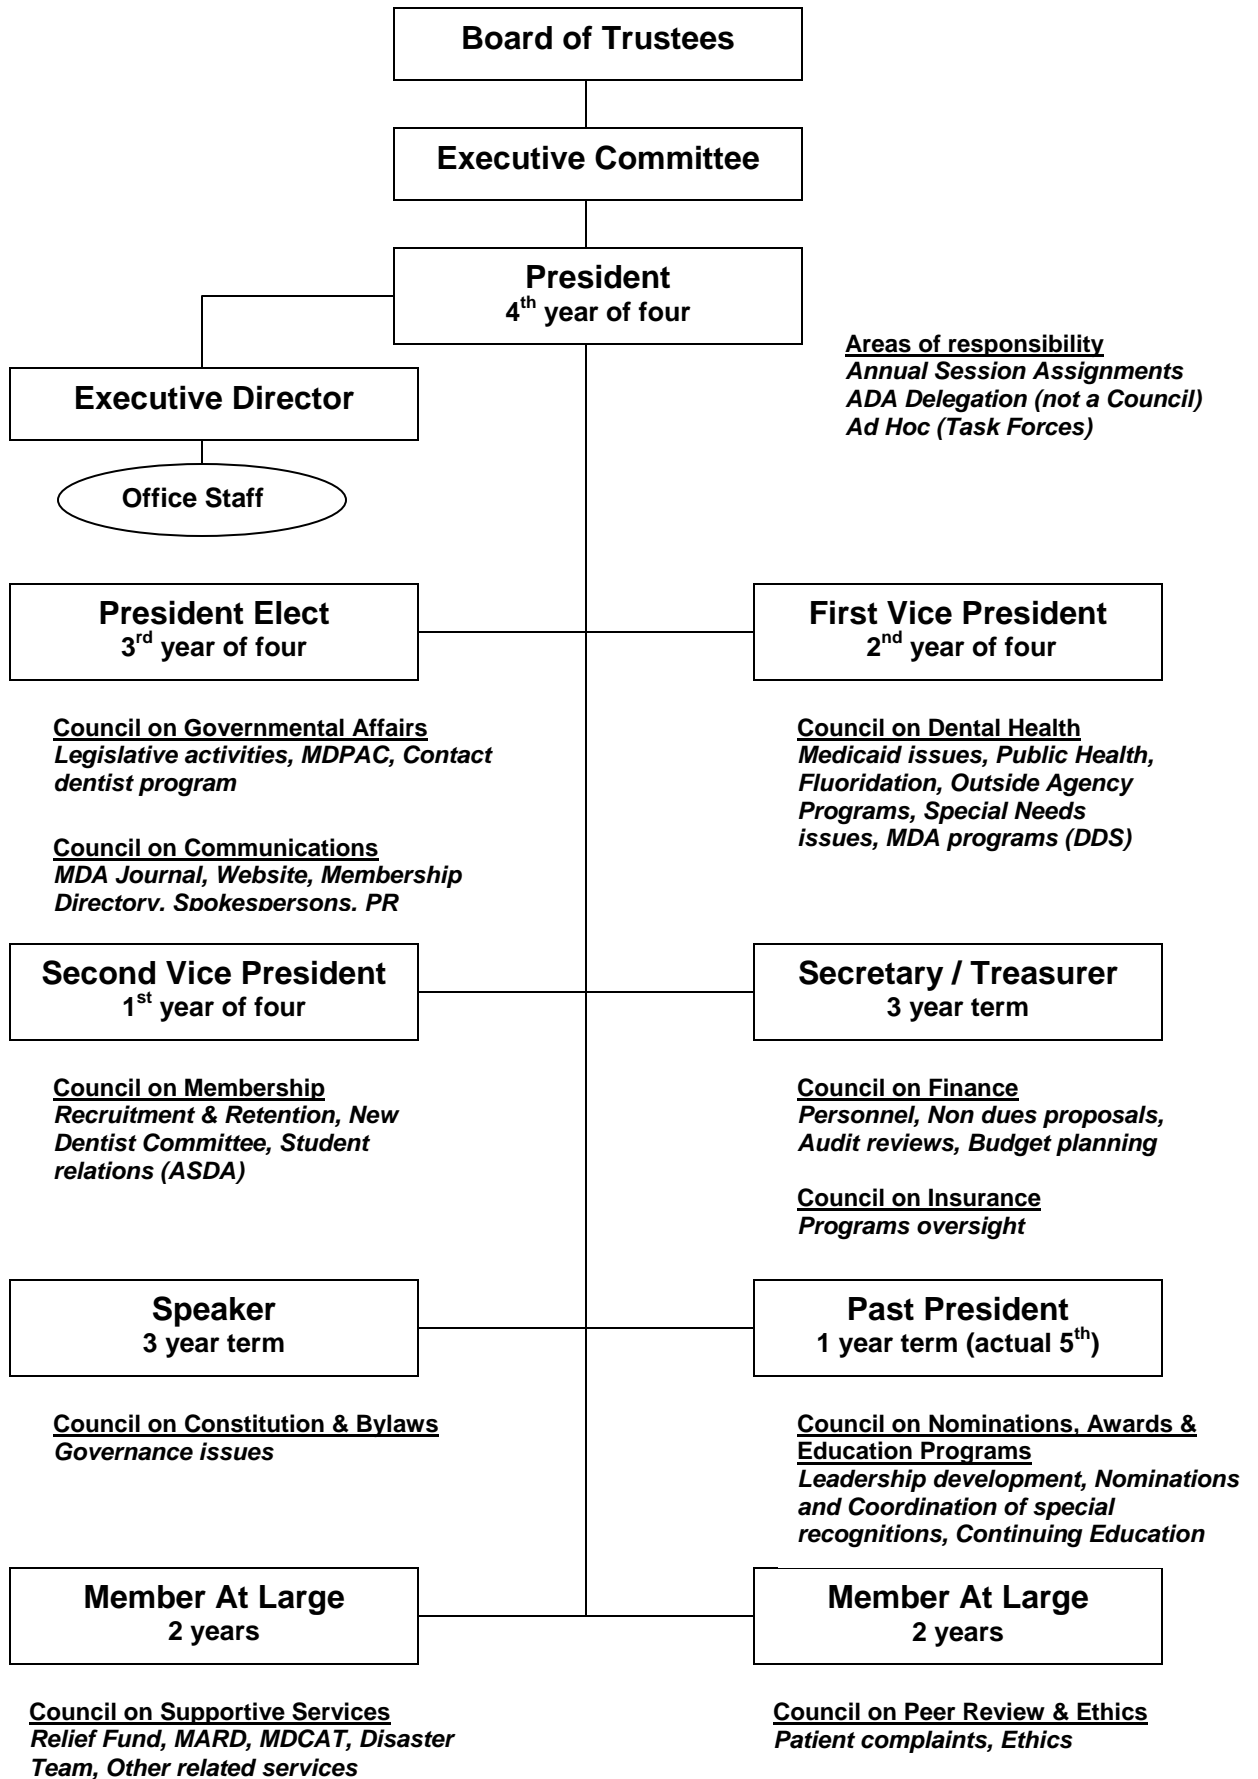 Board of Trustees
Executive Committee
President
4th year of four
Areas of responsibility
Annual Session Assignments
ADA Delegation (not a Council)
Ad Hoc (Task Forces)
Executive Director
Office Staff
President Elect
3rd year of four
First Vice President
2nd year of four
Council on Governmental Affairs
Legislative activities, MDPAC, Contact
dentist program
Council on Communications
MDA Journal, Website, Membership
Directory, Spokespersons, PR
Council on Dental Health
Medicaid issues, Public Health,
Fluoridation, Outside Agency
Programs, Special Needs
issues, MDA programs (DDS)
Second Vice President
1st year of four
Secretary / Treasurer
3 year term
Council on Membership
Recruitment & Retention, New
Dentist Committee, Student
relations (ASDA)
Council on Finance
Personnel, Non dues proposals,
Audit reviews, Budget planning
Council on Insurance
Programs oversight
Speaker
3 year term
Past President
1 year term (actual 5th)
Council on Constitution & Bylaws
Governance issues
Council on Nominations, Awards &
Education Programs
Leadership development, Nominations
and Coordination of special
recognitions, Continuing Education
Member At Large
2 years
Member At Large
2 years
Council on Supportive Services
Relief Fund, MARD, MDCAT, Disaster
Team, Other related services
Council on Peer Review & Ethics
Patient complaints, Ethics